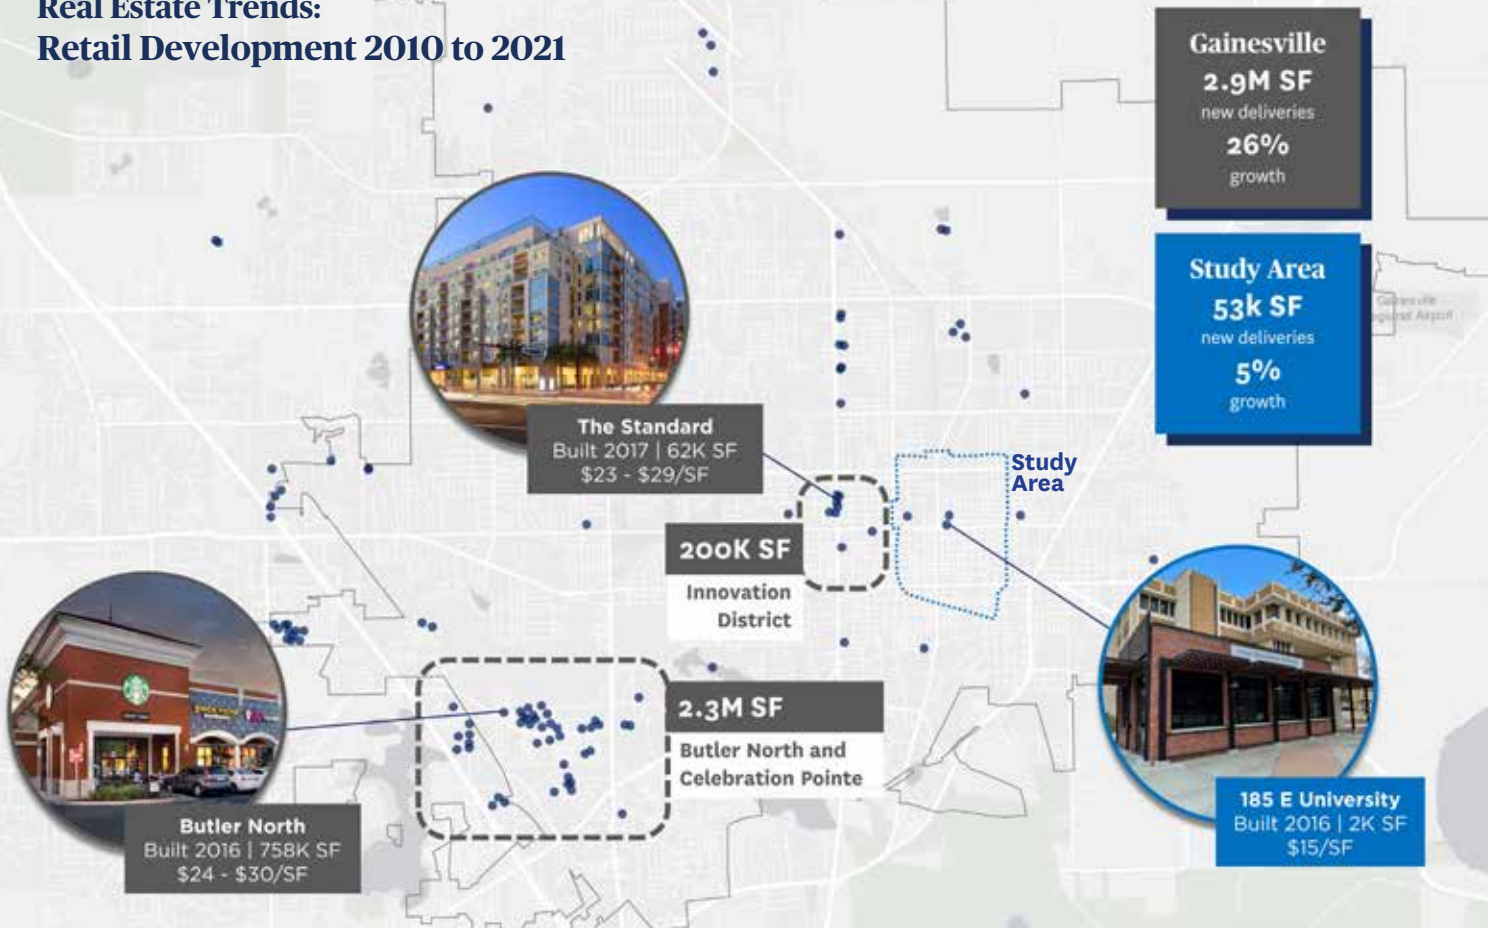 Real Estate Trends:
Retail Development 2010 to 2021
Gainesville
2.9M SF
new deliveries
26%
growth
Study Area
53k SF
new deliveries
5%
growth
Gainesville
Regional Airport
The Standard
Built 2017 | 62K SF
$23 - $29/SF
Study
Area
200K SF
Innovation
District
2.3M SF
Butler North and
Celebration Pointe
Butler North
Built 2016 | 758K SF
$24 - $30/SF
185 E University
Built 2016 | 2K SF
$15/SF